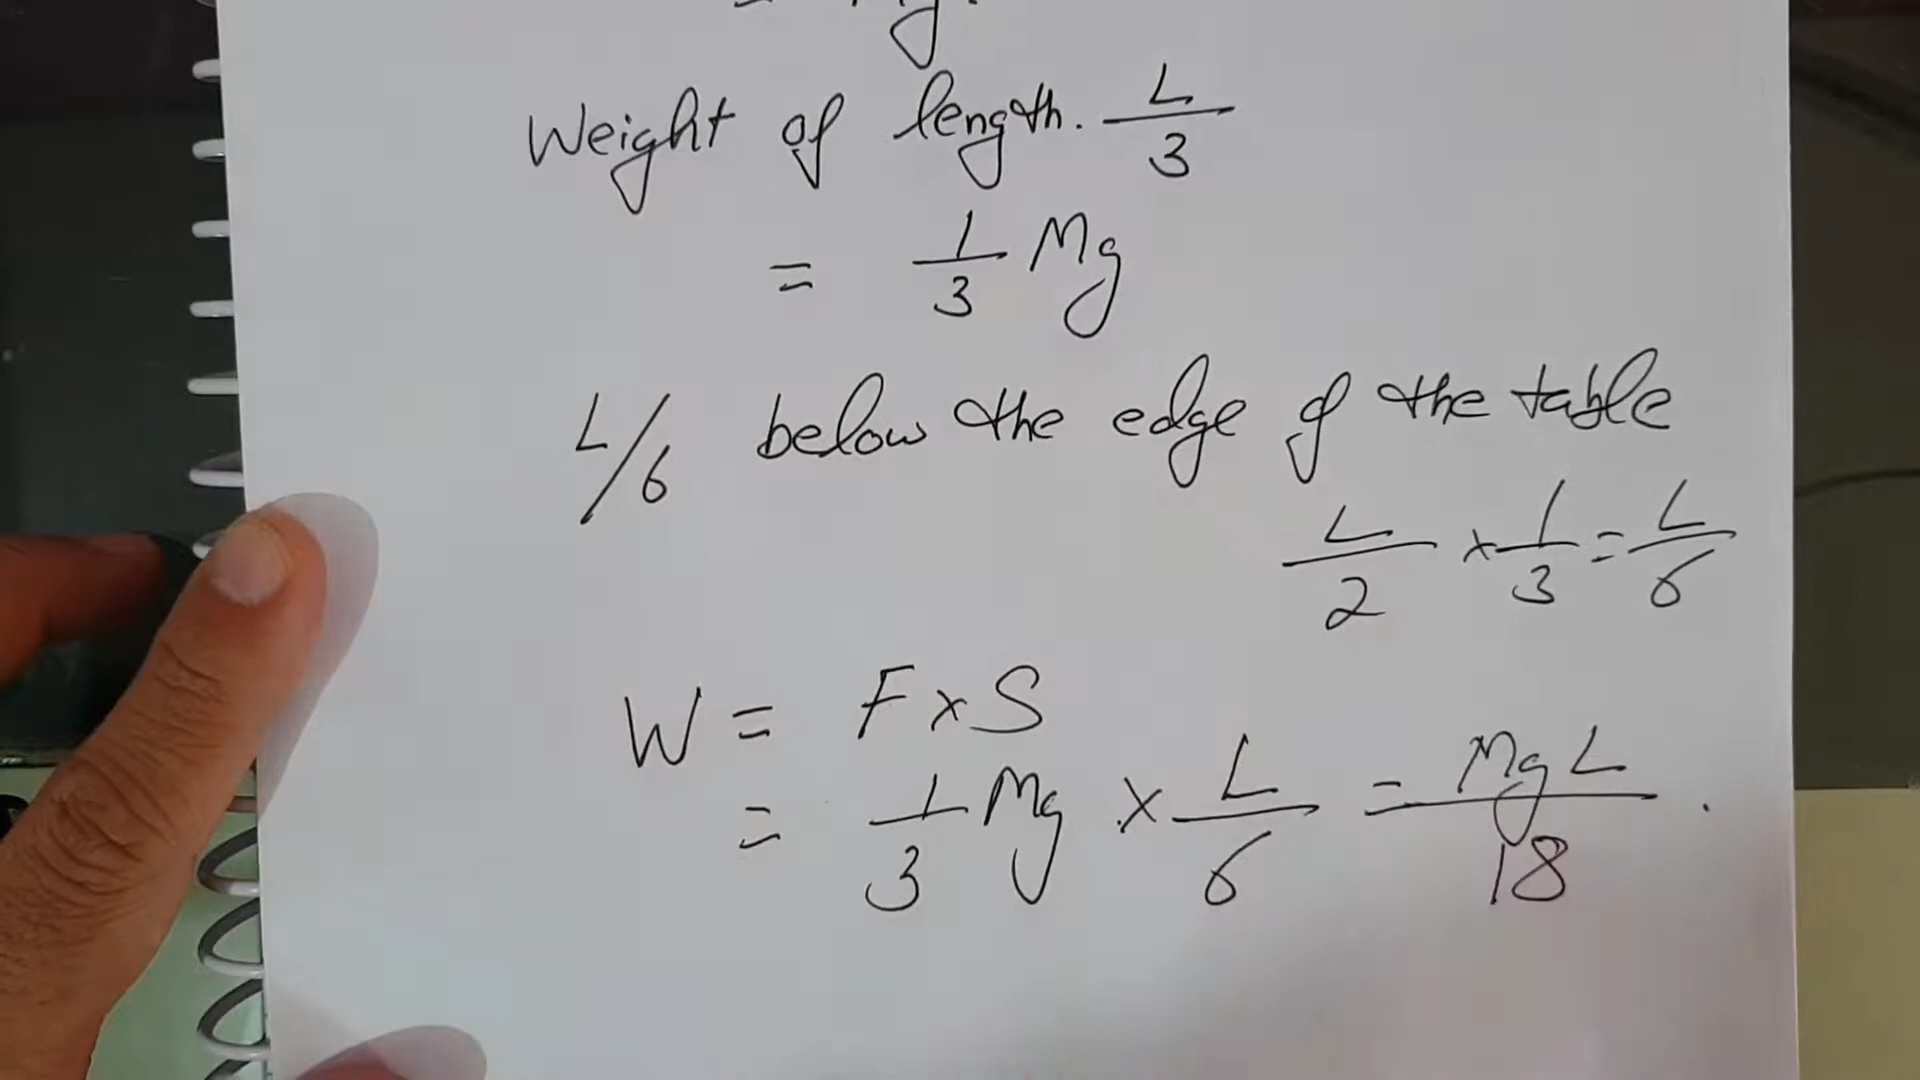 = Mg.
Weight of length. L/3
= 1/3 Mg
L/6 below the edge of the table
L/2 × 1/3 = L/6
W = F×S
= 1/3 Mg × L/6 = MgL/18 .